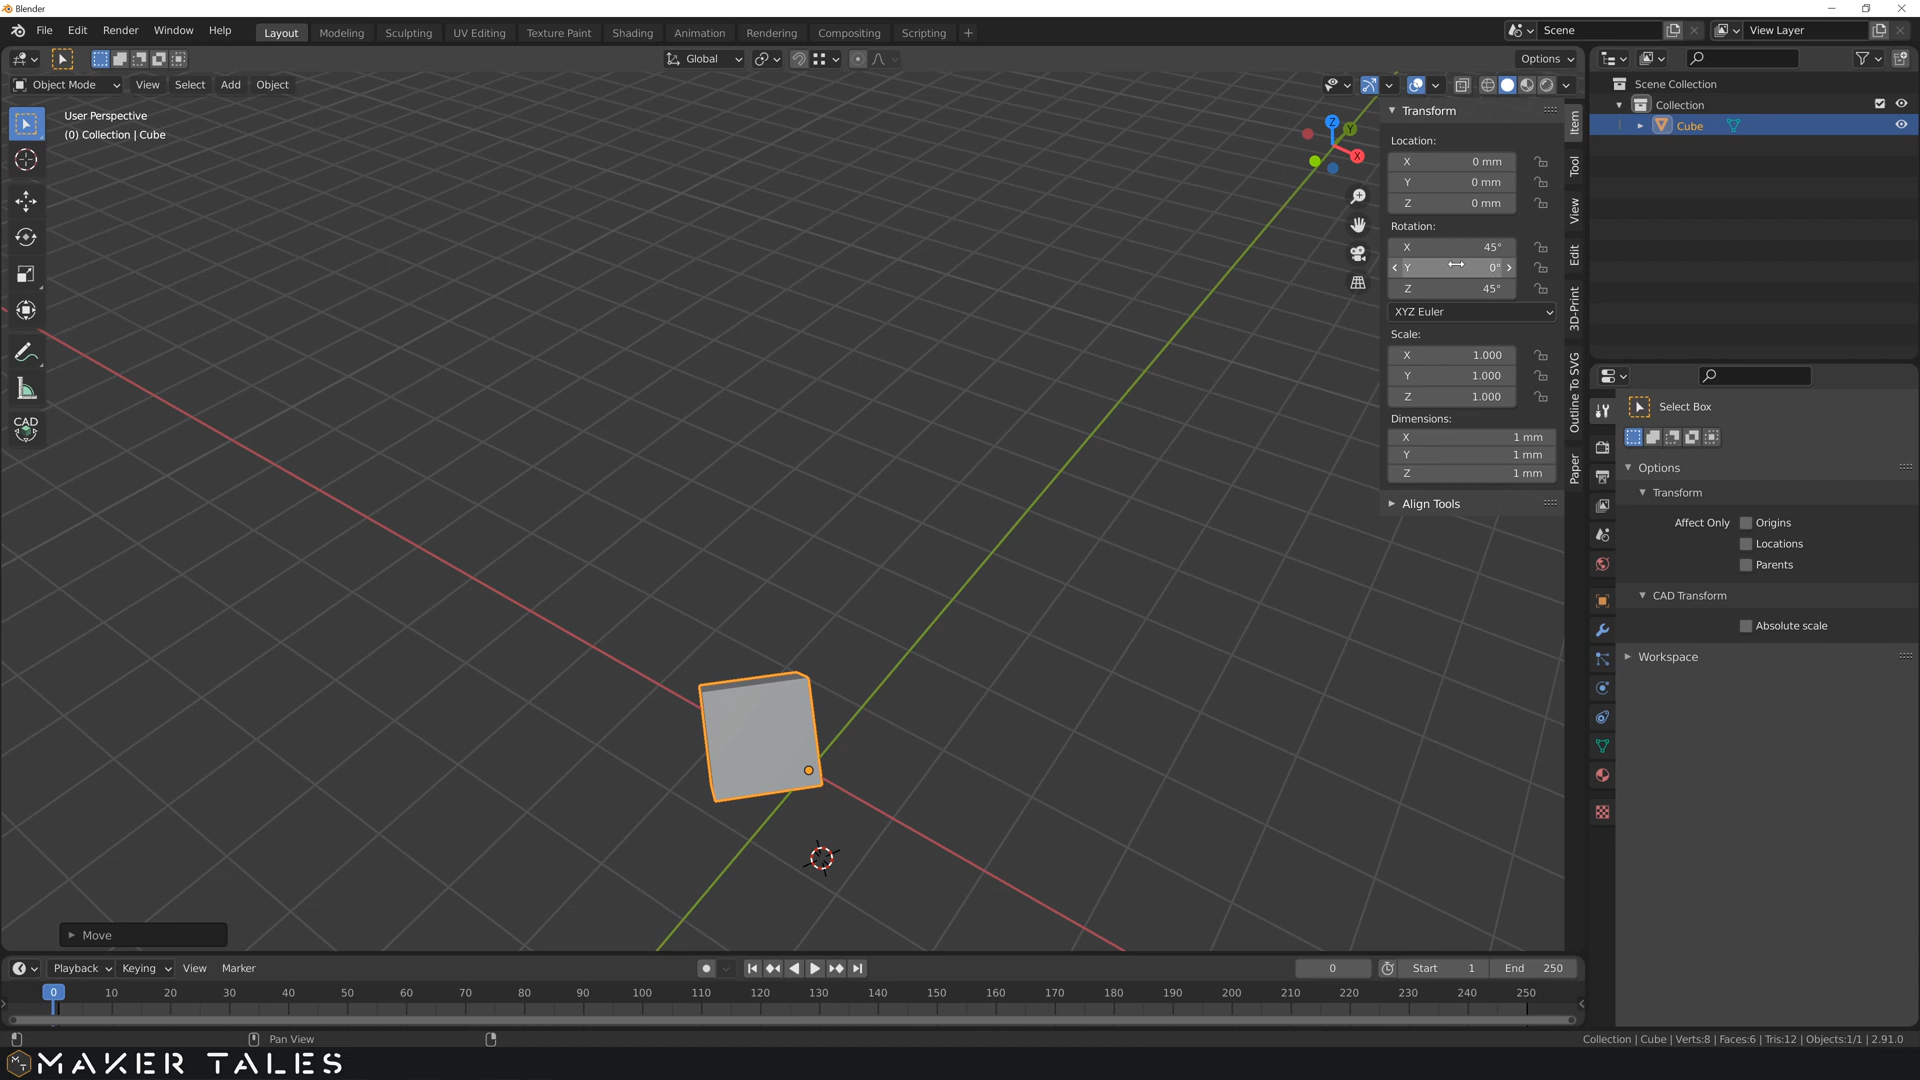 Blender
File Edit Render Window Help
Layout Modeling Sculpting UV Editing Texture Paint Shading Animation Rendering Compositing Scripting +
Scene
View Layer
Global
Options
Object Mode View Select Add Object
User Perspective
(0) Collection | Cube
Z
Y
X
Transform
Location:
X 0 mm
Y 0 mm
Z 0 mm
Rotation:
X 45°
Y 0°
Z 45°
XYZ Euler
Scale:
X 1.000
Y 1.000
Z 1.000
Dimensions:
X 1 mm
Y 1 mm
Z 1 mm
Align Tools
Item
Tool
View
Edit
3D-Print
Outline To SVG
Paper
CAD
Scene Collection
Collection
Cube
Select Box
Options
Transform
Affect Only Origins
Locations
Parents
CAD Transform
Absolute scale
Workspace
Move
Playback Keying View Marker
0
Start 1
End 250
0 10 20 30 40 50 60 70 80 90 100 110 120 130 140 150 160 170 180 190 200 210 220 230 240 250
Pan View
Collection | Cube | Verts:8 | Faces:6 | Tris:12 | Objects:1/1 | 2.91.0
MAKER TALES